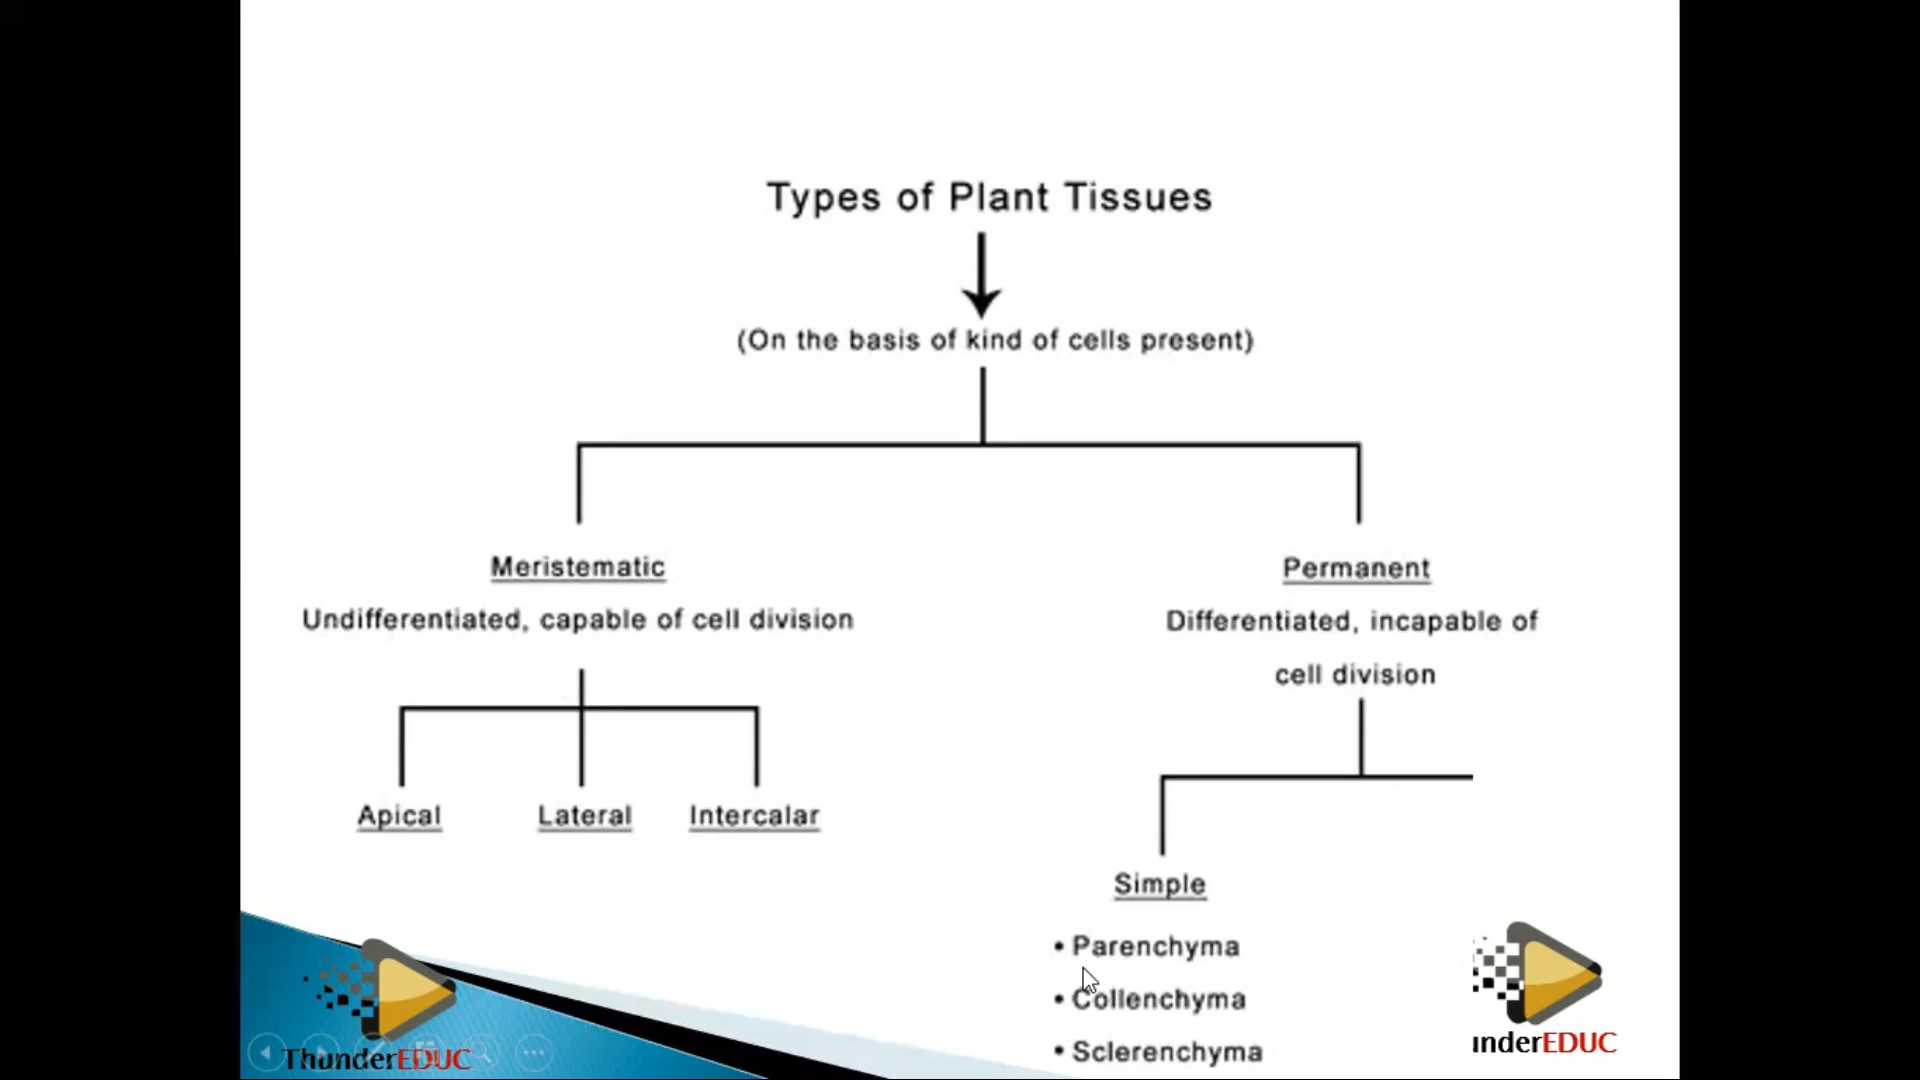 Types of Plant Tissues
(On the basis of kind of cells present)
Meristematic
Undifferentiated, capable of cell division
Apical
Lateral
Intercalar
Permanent
Differentiated, incapable of
cell division
Simple
• Parenchyma
• Collenchyma
• Sclerenchyma
ThunderEDUC
underEDUC